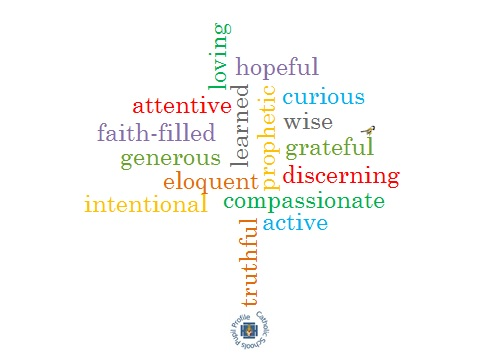 loving
hopeful
curious
attentive
learned
prophetic
wise
faith-filled
grateful
generous
discerning
eloquent
compassionate
intentional
active
truthful
Catholic Schools Pupil Profile